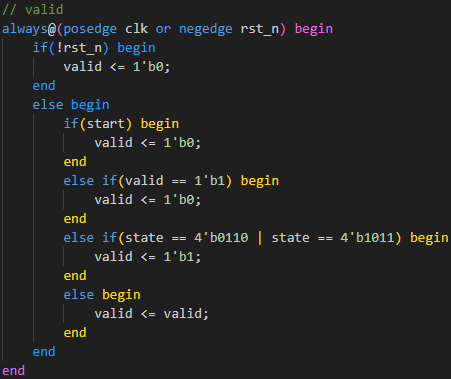 // valid
always@(posedge clk or negedge rst_n) begin
    if(!rst_n) begin
        valid <= 1'b0;
    end
    else begin
        if(start) begin
            valid <= 1'b0;
        end
        else if(valid == 1'b1) begin
            valid <= 1'b0;
        end
        else if(state == 4'b0110 | state == 4'b1011) begin
            valid <= 1'b1;
        end
        else begin
            valid <= valid;
        end
    end
end